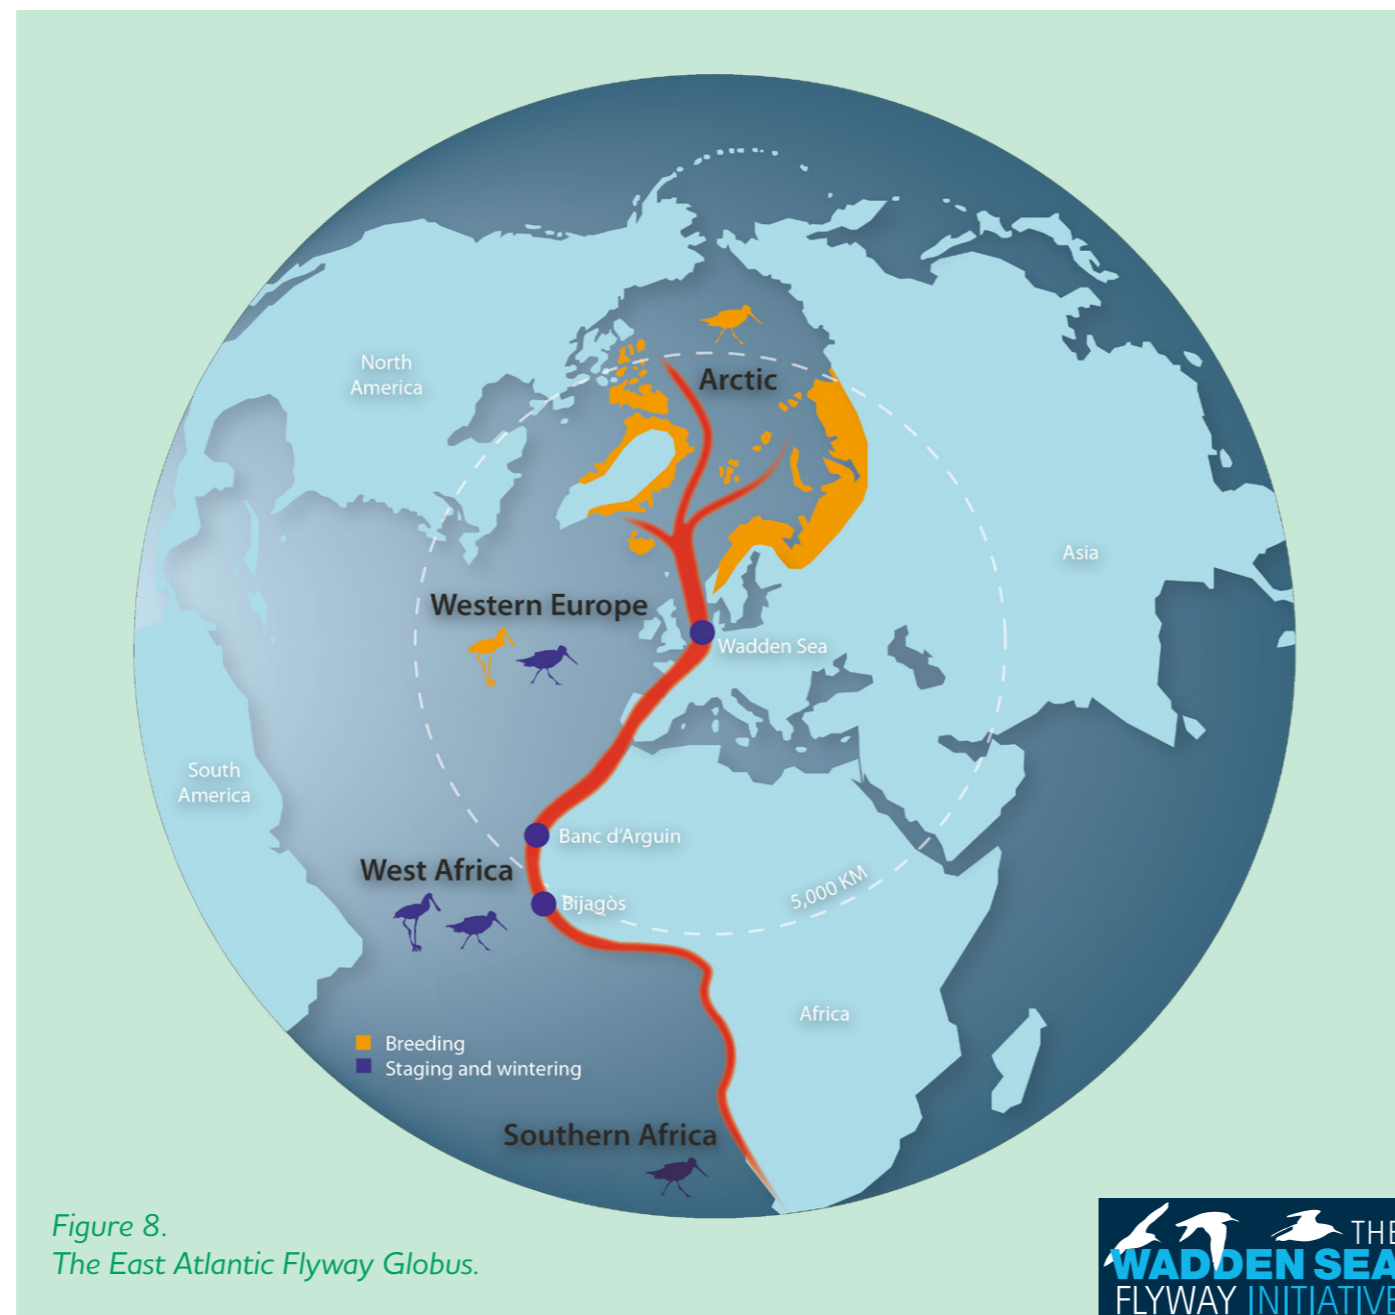 North
America
Arctic
Asia
Western Europe
Wadden Sea
South
America
Banc d'Arguin
West Africa
5,000 KM
Bijagòs
Africa
Breeding
Staging and wintering
Southern Africa
Figure 8.
The East Atlantic Flyway Globus.
THE
WADDEN SEA
FLYWAY INITIATIVE